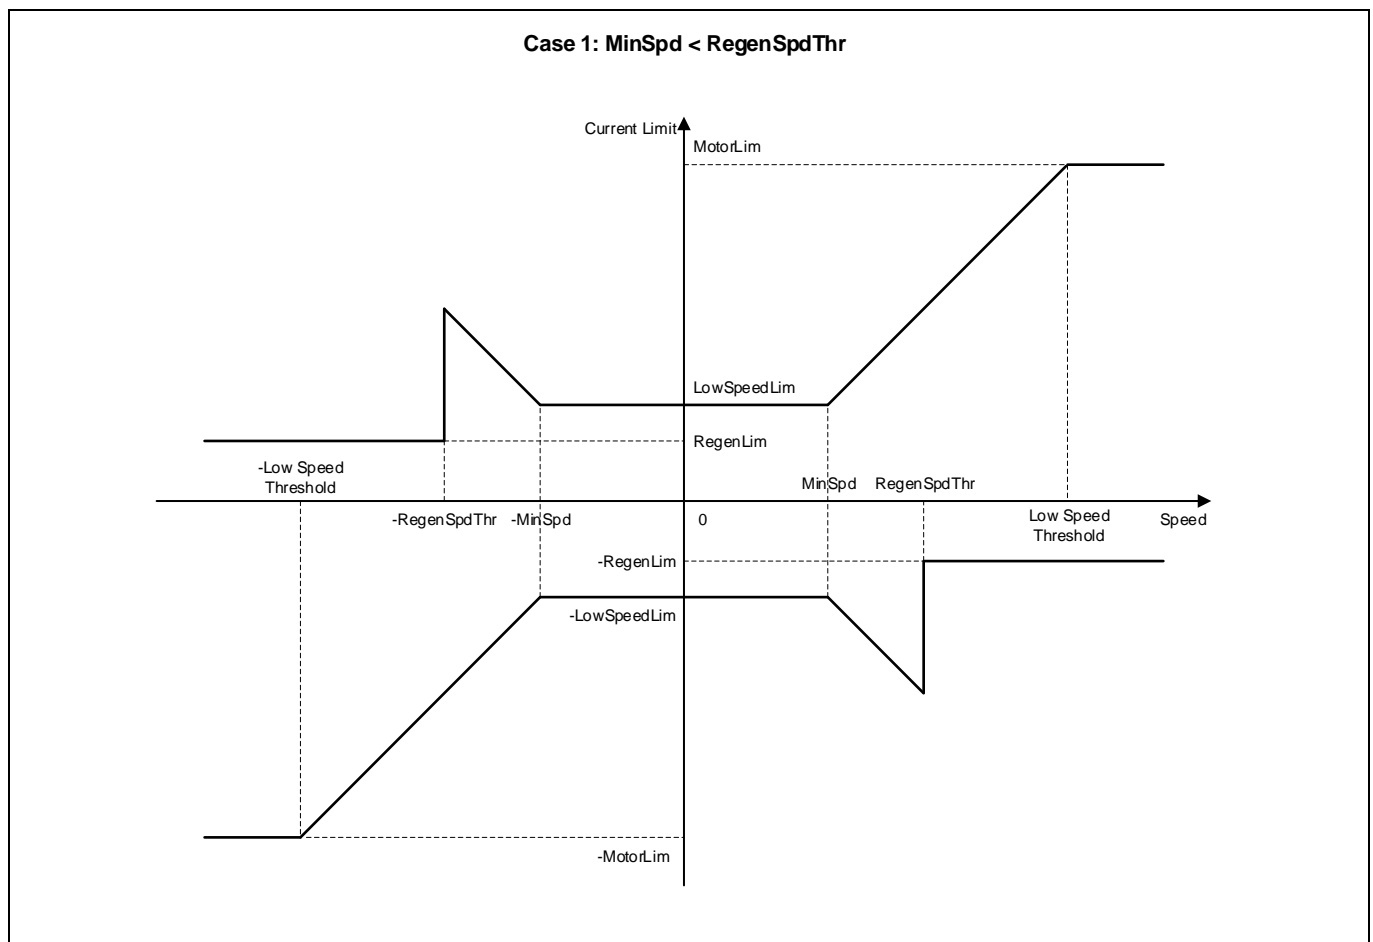 Case 1: MinSpd < RegenSpdThr
Current Limit
MotorLim
LowSpeedLim
RegenLim
-Low Speed
Threshold
MinSpd
RegenSpdThr
-RegenSpdThr
-MinSpd
0
Low Speed
Threshold
Speed
-RegenLim
-LowSpeedLim
-MotorLim